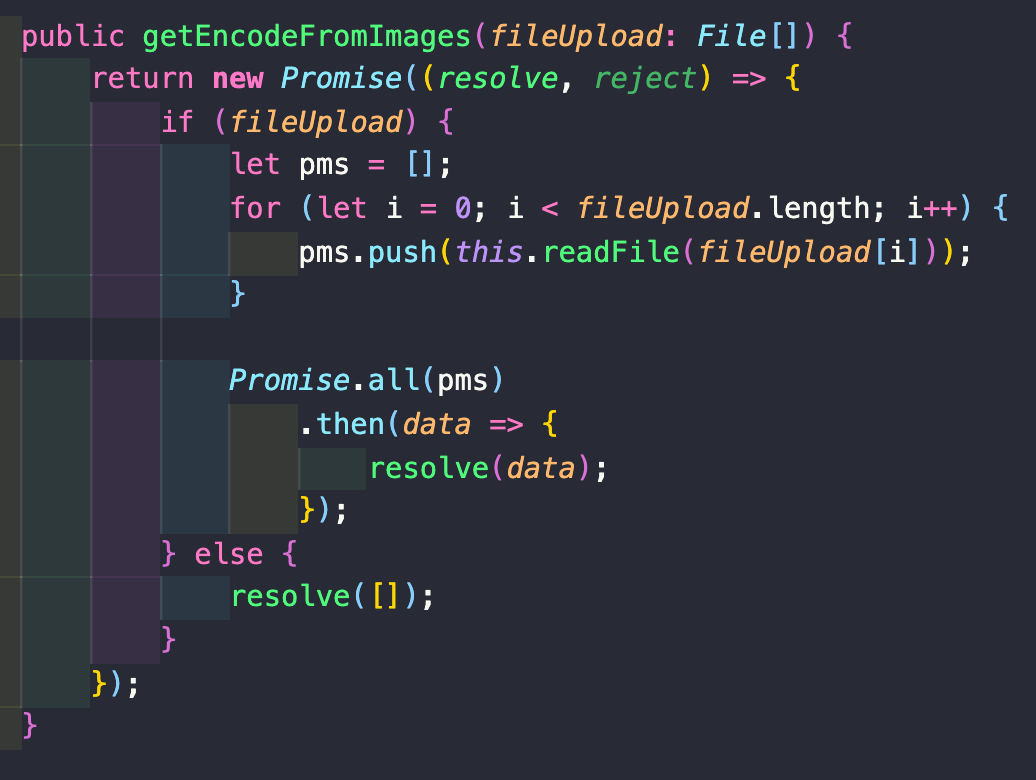 public getEncodeFromImages(fileUpload: File[]) {
return new Promise((resolve, reject) => {
if (fileUpload) {
let pms = [];
for (let i = 0; i < fileUpload.length; i++) {
pms.push(this.readFile(fileUpload[i]));
}
Promise.all(pms)
.then(data => {
resolve(data);
});
} else {
resolve([]);
}
});
}